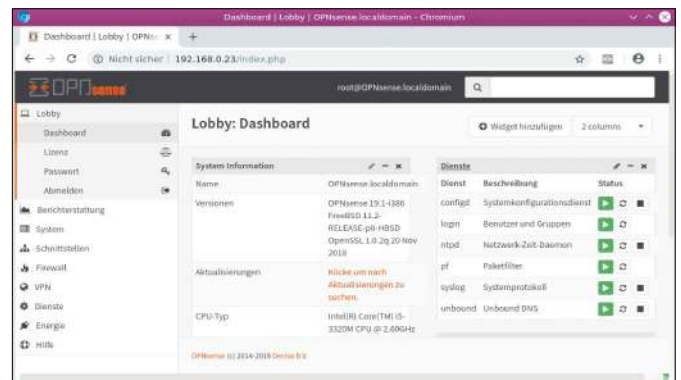 Dashboard | Lobby | OPNsense.localdomain - Chromium
Dashboard | Lobby | OPNse
Nicht sicher | 192.168.0.23/index.php
OPNsense
root@OPNsense.localdomain
Lobby
Dashboard
Lizenz
Passwort
Abmelden
Berichterstattung
System
Schnittstellen
Firewall
VPN
Dienste
Energie
Hilfe
Lobby: Dashboard
Widget hinzufügen
2 columns
System Information
Name OPNsense.localdomain
Versionen OPNsense 19.1-i386
FreeBSD 11.2-
RELEASE-p8-HBSD
OpenSSL 1.0.2q 20 Nov
2018
Aktualisierungen Klicke um nach
Aktualisierungen zu
suchen.
CPU-Typ Intel(R) Core(TM) i5-
3320M CPU @ 2.60GHz
Dienste
Dienst Beschreibung Status
configd Systemkonfigurationsdienst
login Benutzer und Gruppen
ntpd Netzwerk-Zeit-Daemon
pf Paketfilter
syslog Systemprotokoll
unbound Unbound DNS
OPNsense (c) 2014-2019 Deciso B.V.